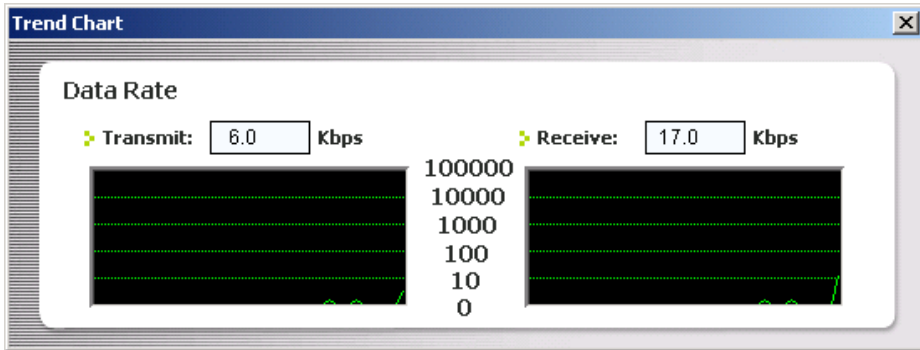 Trend Chart
Data Rate
Transmit: 6.0 Kbps
Receive: 17.0 Kbps
100000
10000
1000
100
10
0